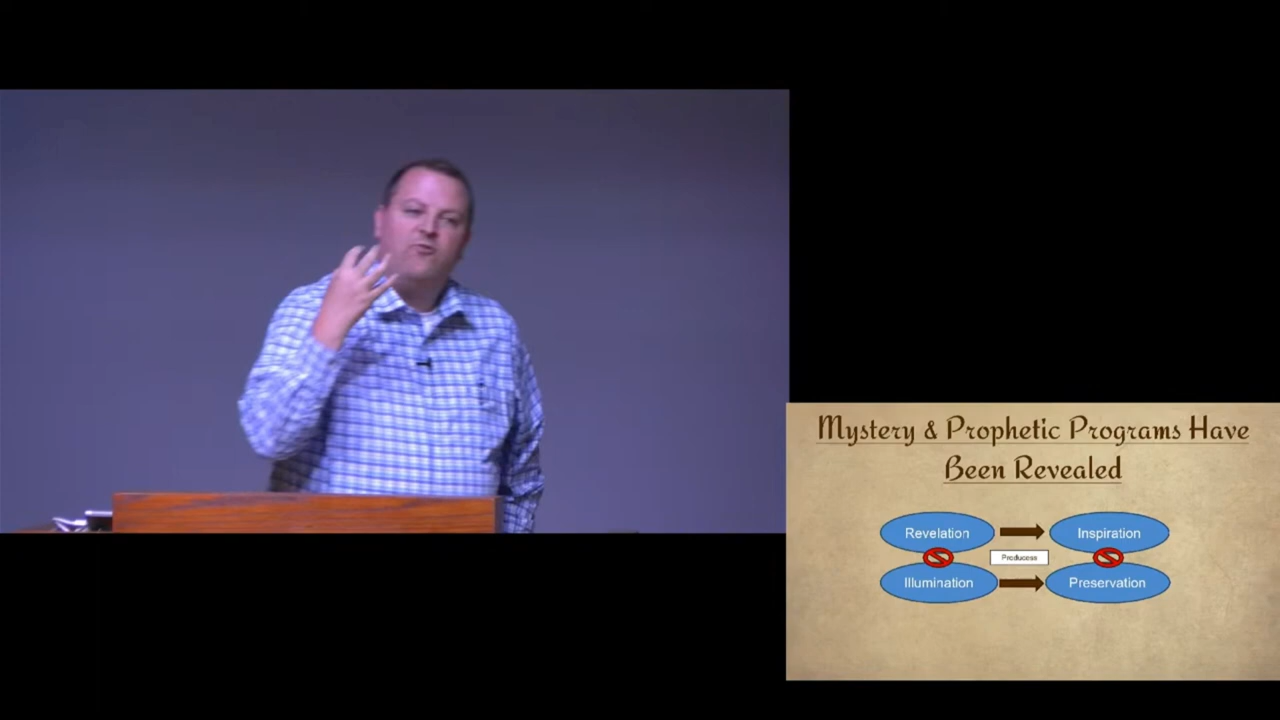 Mystery & Prophetic Programs Have
Been Revealed
Revelation
Inspiration
Produces
Illumination
Preservation